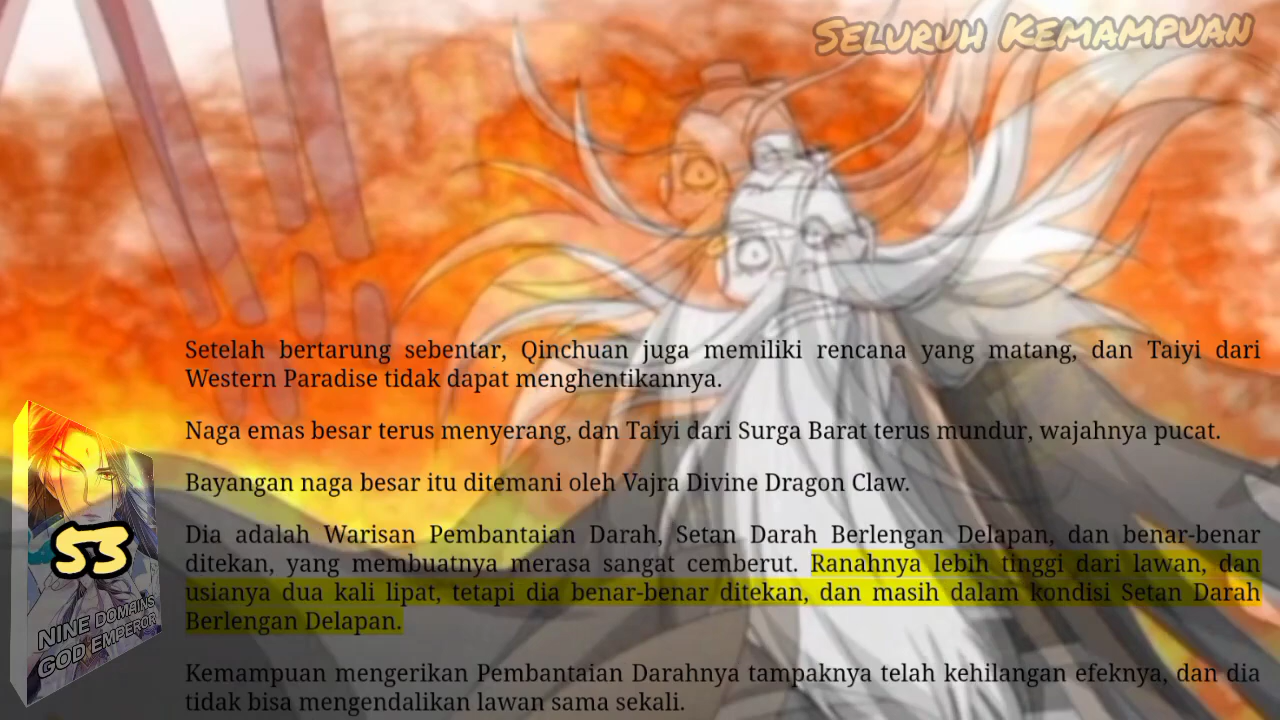 Seluruh Kemampuan
Setelah bertarung sebentar, Qinchuan juga memiliki rencana yang matang, dan Taiyi dari
Western Paradise tidak dapat menghentikannya.
Naga emas besar terus menyerang, dan Taiyi dari Surga Barat terus mundur, wajahnya pucat.
Bayangan naga besar itu ditemani oleh Vajra Divine Dragon Claw.
Dia adalah Warisan Pembantaian Darah, Setan Darah Berlengan Delapan, dan benar-benar
ditekan, yang membuatnya merasa sangat cemberut. Ranahnya lebih tinggi dari lawan, dan
usianya dua kali lipat, tetapi dia benar-benar ditekan, dan masih dalam kondisi Setan Darah
Berlengan Delapan.
Kemampuan mengerikan Pembantaian Darahnya tampaknya telah kehilangan efeknya, dan dia
tidak bisa mengendalikan lawan sama sekali.
53
NINE DOMAINS
GOD EMPEROR